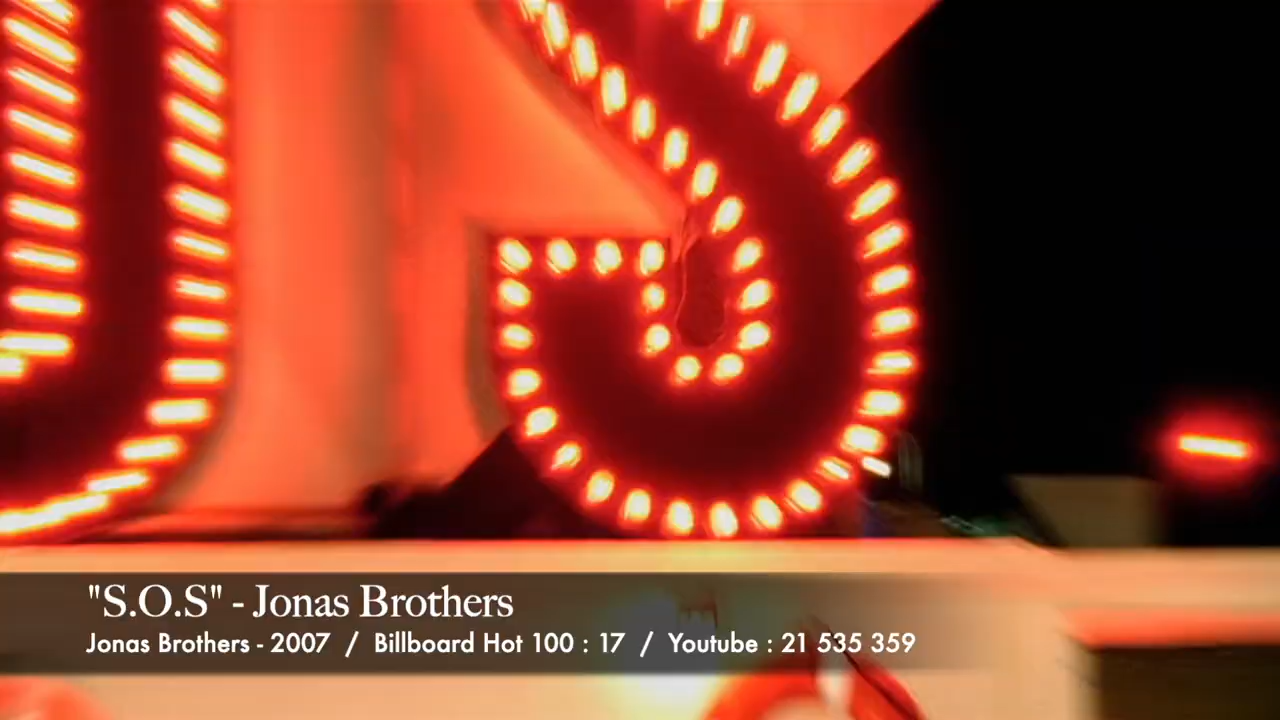 "S.O.S" - Jonas Brothers
Jonas Brothers - 2007 / Billboard Hot 100 : 17 / Youtube : 21 535 359